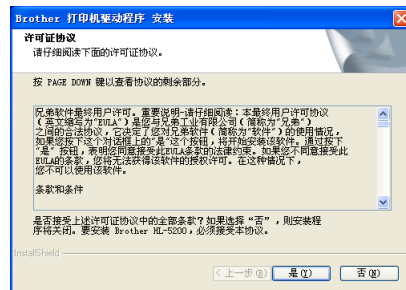 Brother 打印机驱动程序 安装
许可证协议
请仔细阅读下面的许可证协议。
按 PAGE DOWN 键以查看协议的剩余部分。
兄弟软件最终用户许可。重要说明-请仔细阅读：本最终用户许可协议
（英文缩写为"EULA"）是您与兄弟工业有限公司（简称为"兄弟"）
之间的合法协议，它决定了您对兄弟软件（简称为"软件"）的使用情况，
如果您按下这个对话框上的"是"这个按钮，将开始安装该软件。通过按下
"是" 按钮，表明您同意接受此EULA条款的法律约束。如果您不同意接受此
EULA的条款，您将无法获得该软件的授权许可。在这种情况下，
您不可以使用该软件。
条款和条件
是否接受上述许可证协议中的全部条款？如果选择 “否” ，则安装程
序将关闭。要安装 Brother HL-5200，必须接受本协议。
InstallShield
< 上一步(B)
是(Y)
否(N)